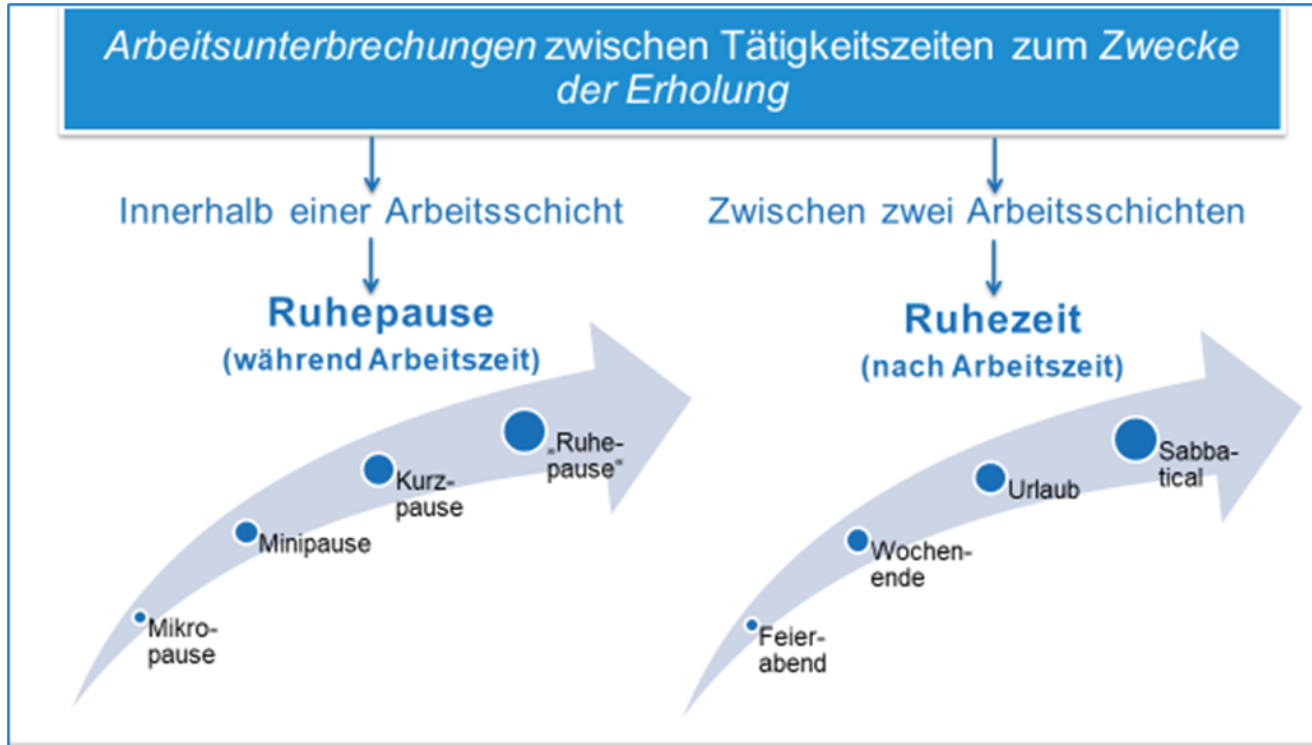 Arbeitsunterbrechungen zwischen Tätigkeitszeiten zum Zwecke
der Erholung
Innerhalb einer Arbeitsschicht
Ruhepause
(während Arbeitszeit)
Mikro-
pause
Minipause
Kurz-
pause
„Ruhe-
pause“
Zwischen zwei Arbeitsschichten
Ruhezeit
(nach Arbeitszeit)
Feier-
abend
Wochen-
ende
Urlaub
Sabba-
tical